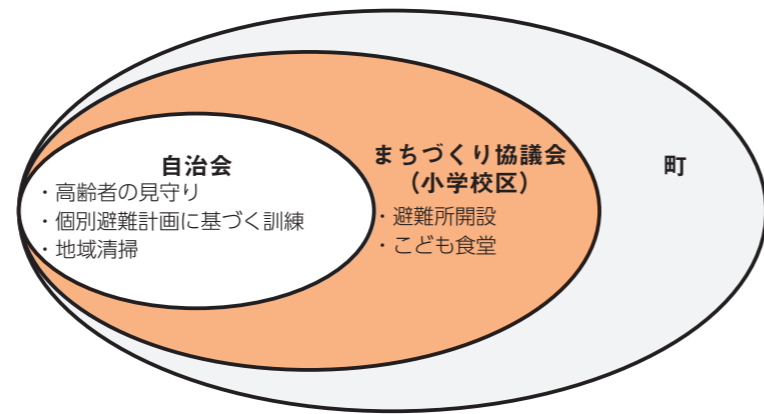 自治会
・高齢者の見守り
・個別避難計画に基づく訓練
・地域清掃
まちづくり協議会
（小学校区）
・避難所開設
・こども食堂
町